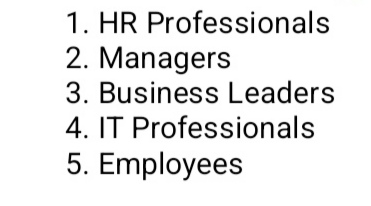 1. HR Professionals
2. Managers
3. Business Leaders
4. IT Professionals
5. Employees